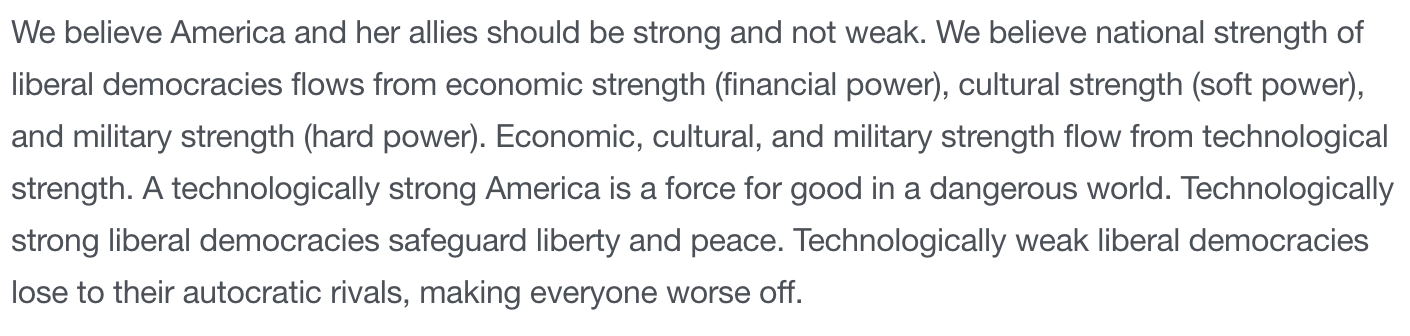 We believe America and her allies should be strong and not weak. We believe national strength of
liberal democracies flows from economic strength (financial power), cultural strength (soft power),
and military strength (hard power). Economic, cultural, and military strength flow from technological
strength. A technologically strong America is a force for good in a dangerous world. Technologically
strong liberal democracies safeguard liberty and peace. Technologically weak liberal democracies
lose to their autocratic rivals, making everyone worse off.